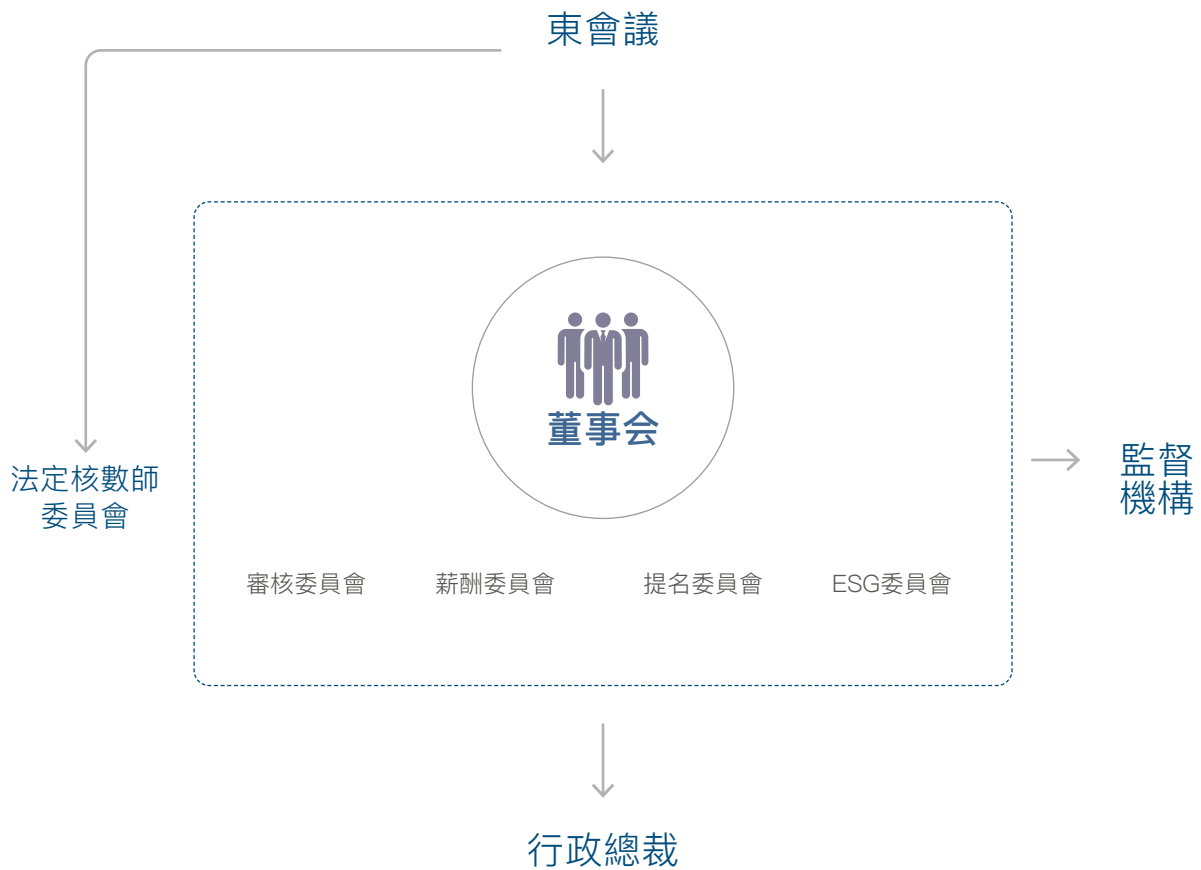 東會議
董事会
法定核數師
委員會
監督
機構
審核委員會
薪酬委員會
提名委員會
ESG委員會
行政總裁